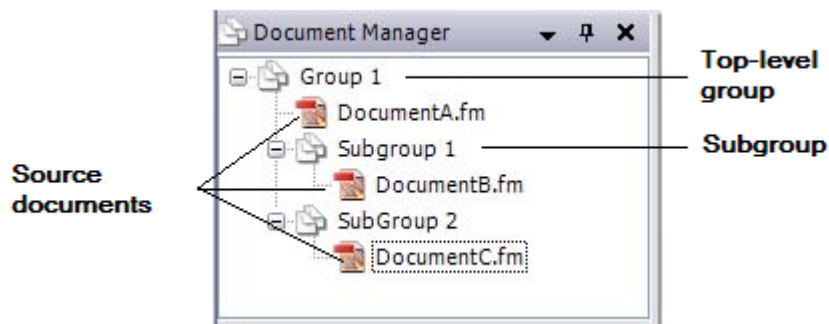 Document Manager
Group 1
Top-level
group
DocumentA.fm
Subgroup 1
Subgroup
Source
documents
DocumentB.fm
SubGroup 2
DocumentC.fm